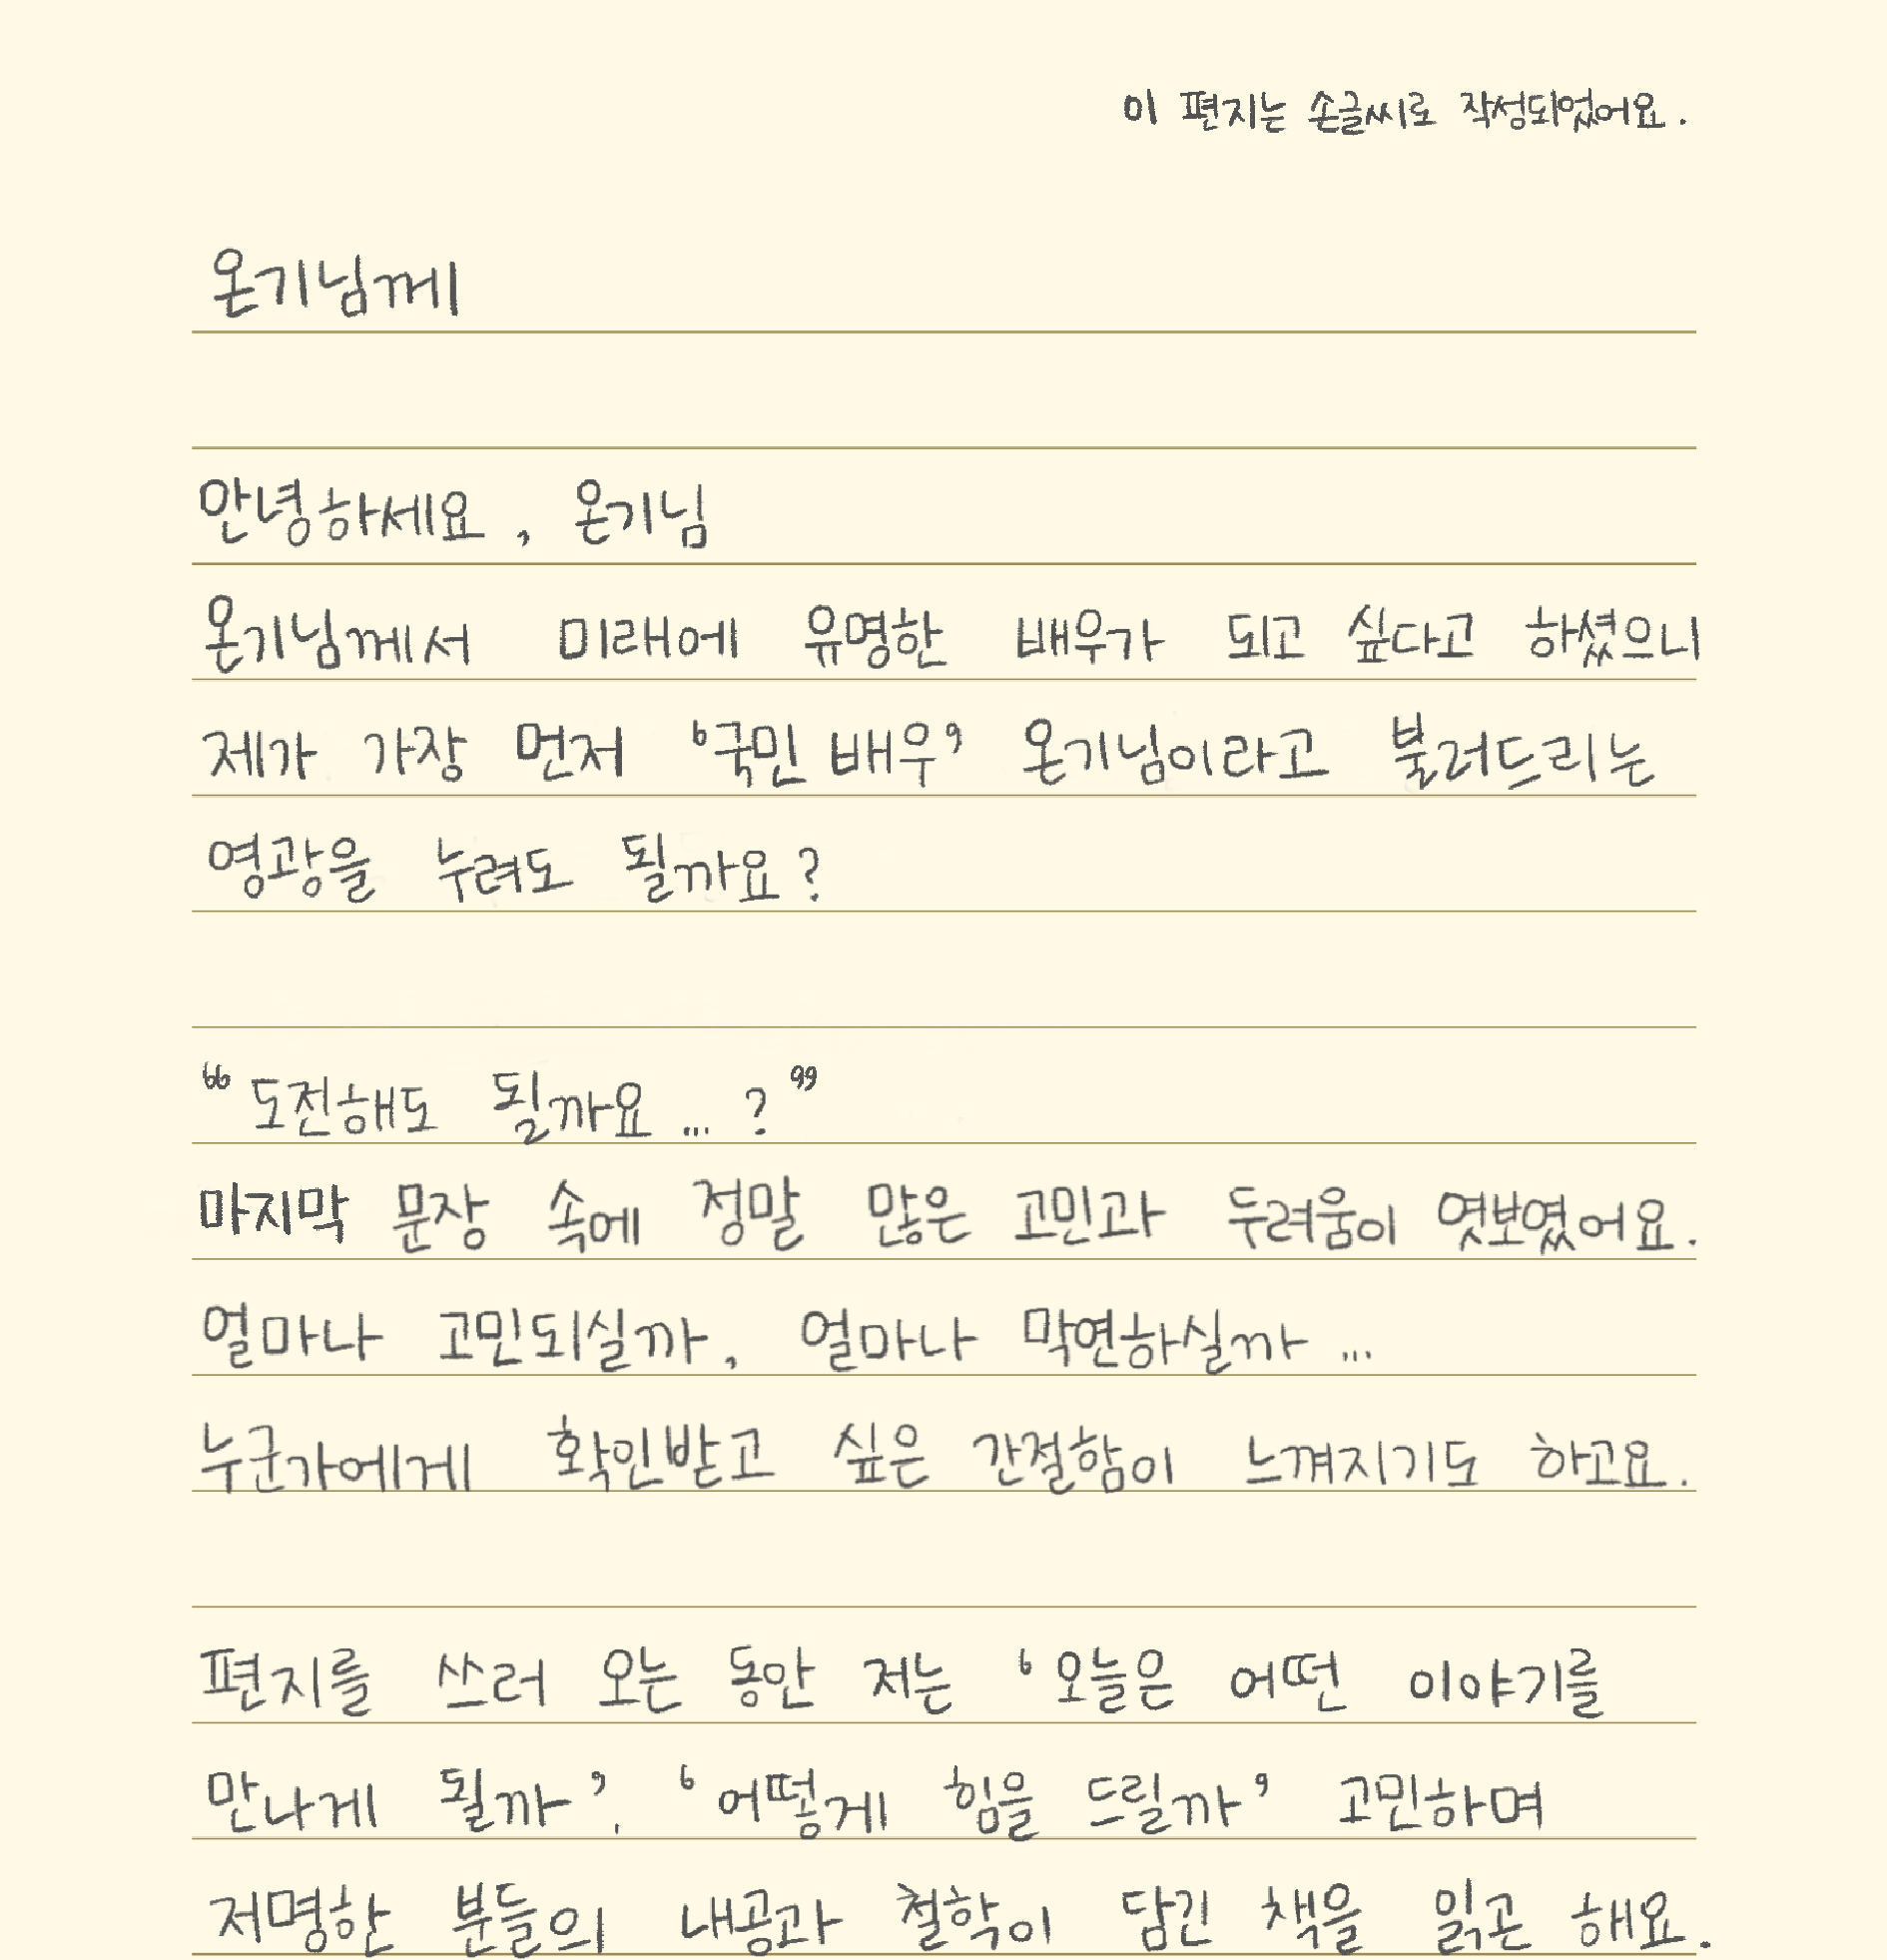 이 편지는 손글씨로 작성되었어요.
온기님께
안녕하세요, 온기님
온기님께서 미래에 유명한 배우가 되고 싶다고 하셨으니
제가 가장 먼저 '국민 배우' 온기님이라고 불러드리는
영광을 누려도 될까요?
"도전해도 될까요...?"
마지막 문장 속에 정말 많은 고민과 두려움이 엿보였어요.
얼마나 고민되실까, 얼마나 막연하실까...
누군가에게 확인받고 싶은 간절함이 느껴지기도 하고요.
편지를 쓰러 오는 동안 저는 '오늘은 어떤 이야기를
만나게 될까', '어떻게 힘을 드릴까' 고민하며
저명한 분들의 내공과 철학이 담긴 책을 읽곤 해요.